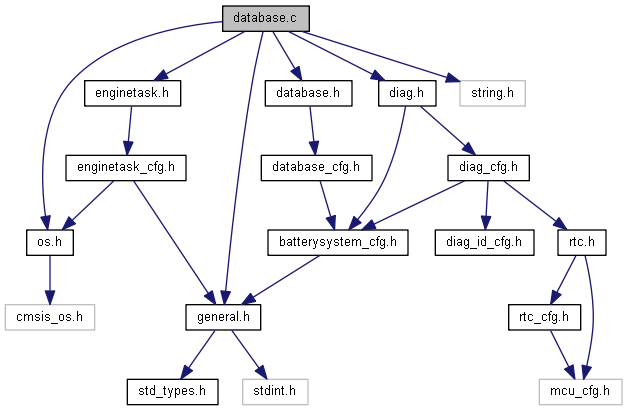 database.c
enginetask.h
database.h
diag.h
string.h
enginetask_cfg.h
database_cfg.h
diag_cfg.h
os.h
batterysystem_cfg.h
diag_id_cfg.h
rtc.h
cmsis_os.h
general.h
rtc_cfg.h
std_types.h
stdint.h
mcu_cfg.h